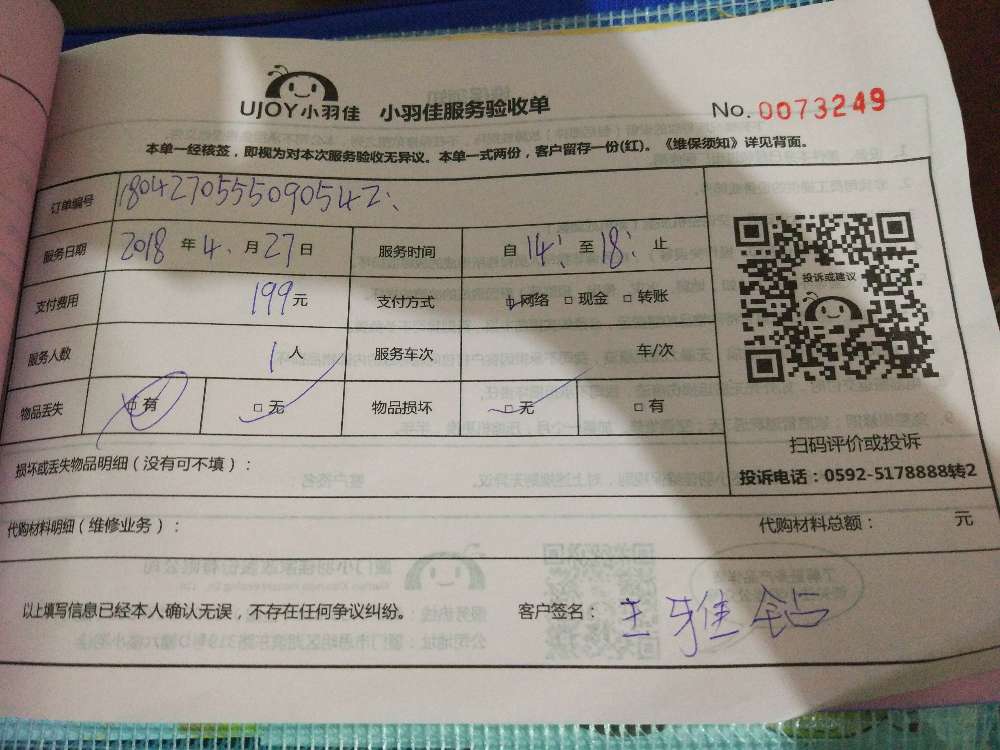 UJOY小羽佳 小羽佳服务验收单 No. 0073249
本单一经核签，即视为对本次服务验收无异议。本单一式两份，客户留存一份(红)。《维保须知》详见背面。
订单编号 180427055509054
服务日期 2018 年 4 月 27 日 服务时间 自 14: 至 18: 止
支付费用 199元 支付方式 网络 □ 现金 □ 转账
服务人数 1 人 服务车次 车/次
物品丢失 有 □ 无 物品损坏 □ 无 □ 有
投诉或建议
扫码评价或投诉
投诉电话：0592-5178888转2
损坏或丢失物品明细（没有可不填）：
代购材料明细（维修业务）： 代购材料总额： 元
以上填写信息已经本人确认无误，不存在任何争议纠纷。 客户签名： 王雅钻